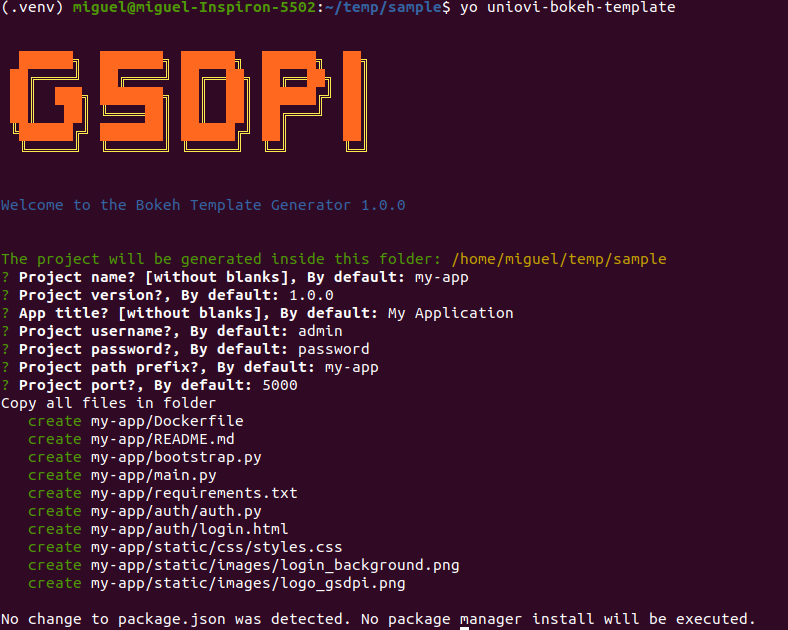 (.venv) miguel@miguel-Inspiron-5502:~/temp/sample$ yo uniovi-bokeh-template
GSDPI
Welcome to the Bokeh Template Generator 1.0.0
The project will be generated inside this folder: /home/miguel/temp/sample
? Project name? [without blanks], By default: my-app
? Project version?, By default: 1.0.0
? App title? [without blanks], By default: My Application
? Project username?, By default: admin
? Project password?, By default: password
? Project path prefix?, By default: my-app
? Project port?, By default: 5000
Copy all files in folder
   create my-app/Dockerfile
   create my-app/README.md
   create my-app/bootstrap.py
   create my-app/main.py
   create my-app/requirements.txt
   create my-app/auth/auth.py
   create my-app/auth/login.html
   create my-app/static/css/styles.css
   create my-app/static/images/login_background.png
   create my-app/static/images/logo_gsdpi.png
No change to package.json was detected. No package manager install will be executed.